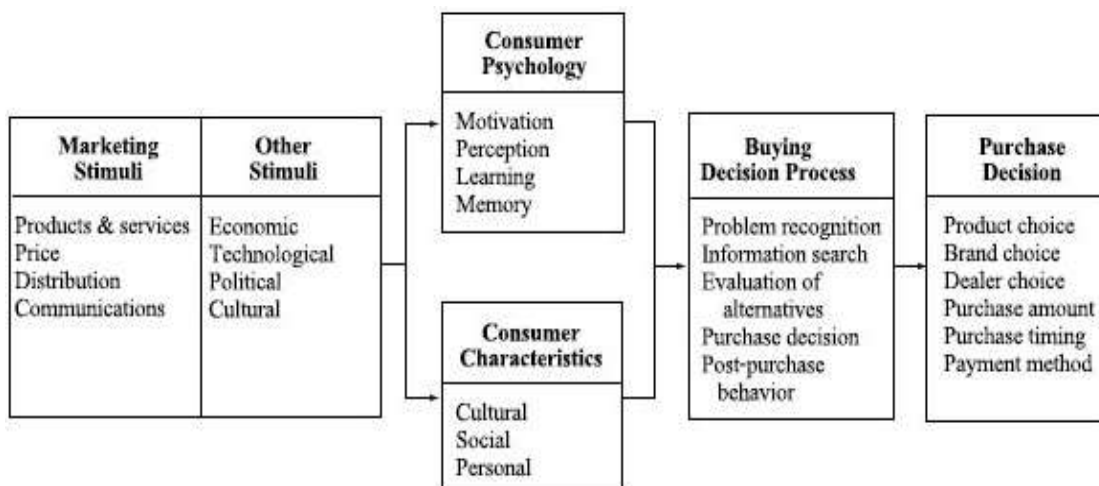 Marketing
Stimuli
Products & services
Price
Distribution
Communications
Other
Stimuli
Economic
Technological
Political
Cultural
Consumer
Psychology
Motivation
Perception
Learning
Memory
Consumer
Characteristics
Cultural
Social
Personal
Buying
Decision Process
Problem recognition
Information search
Evaluation of
alternatives
Purchase decision
Post-purchase
behavior
Purchase
Decision
Product choice
Brand choice
Dealer choice
Purchase amount
Purchase timing
Payment method